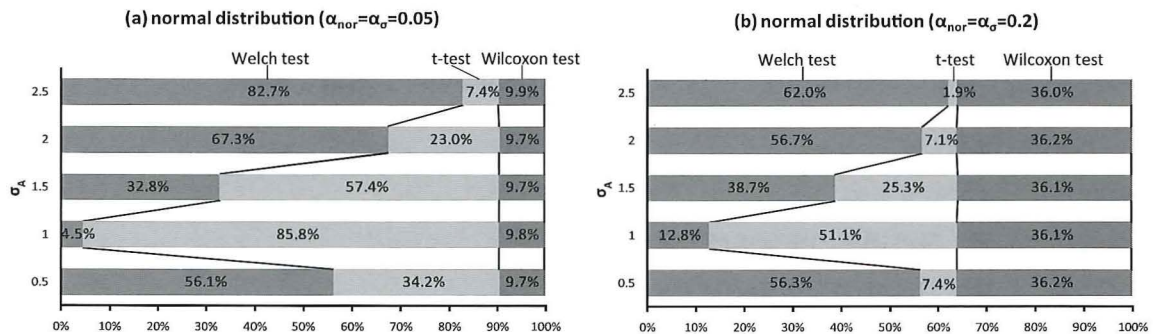 (a) normal distribution (αnor=ασ=0.05)
Welch test t-test Wilcoxon test
2.5 82.7% 7.4% 9.9%
2 67.3% 23.0% 9.7%
σA 1.5 32.8% 57.4% 9.7%
1 4.5% 85.8% 9.8%
0.5 56.1% 34.2% 9.7%
0% 10% 20% 30% 40% 50% 60% 70% 80% 90% 100%
(b) normal distribution (αnor=ασ=0.2)
Welch test t-test Wilcoxon test
2.5 62.0% 1.9% 36.0%
2 56.7% 7.1% 36.2%
σA 1.5 38.7% 25.3% 36.1%
1 12.8% 51.1% 36.1%
0.5 56.3% 7.4% 36.2%
0% 10% 20% 30% 40% 50% 60% 70% 80% 90% 100%